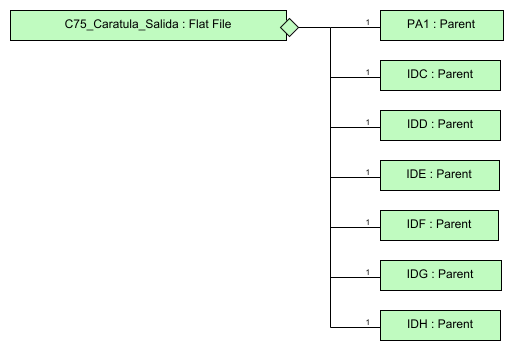 C75_Caratula_Salida : Flat File
1
PA1 : Parent
1
IDC : Parent
1
IDD : Parent
1
IDE : Parent
1
IDF : Parent
1
IDG : Parent
1
IDH : Parent